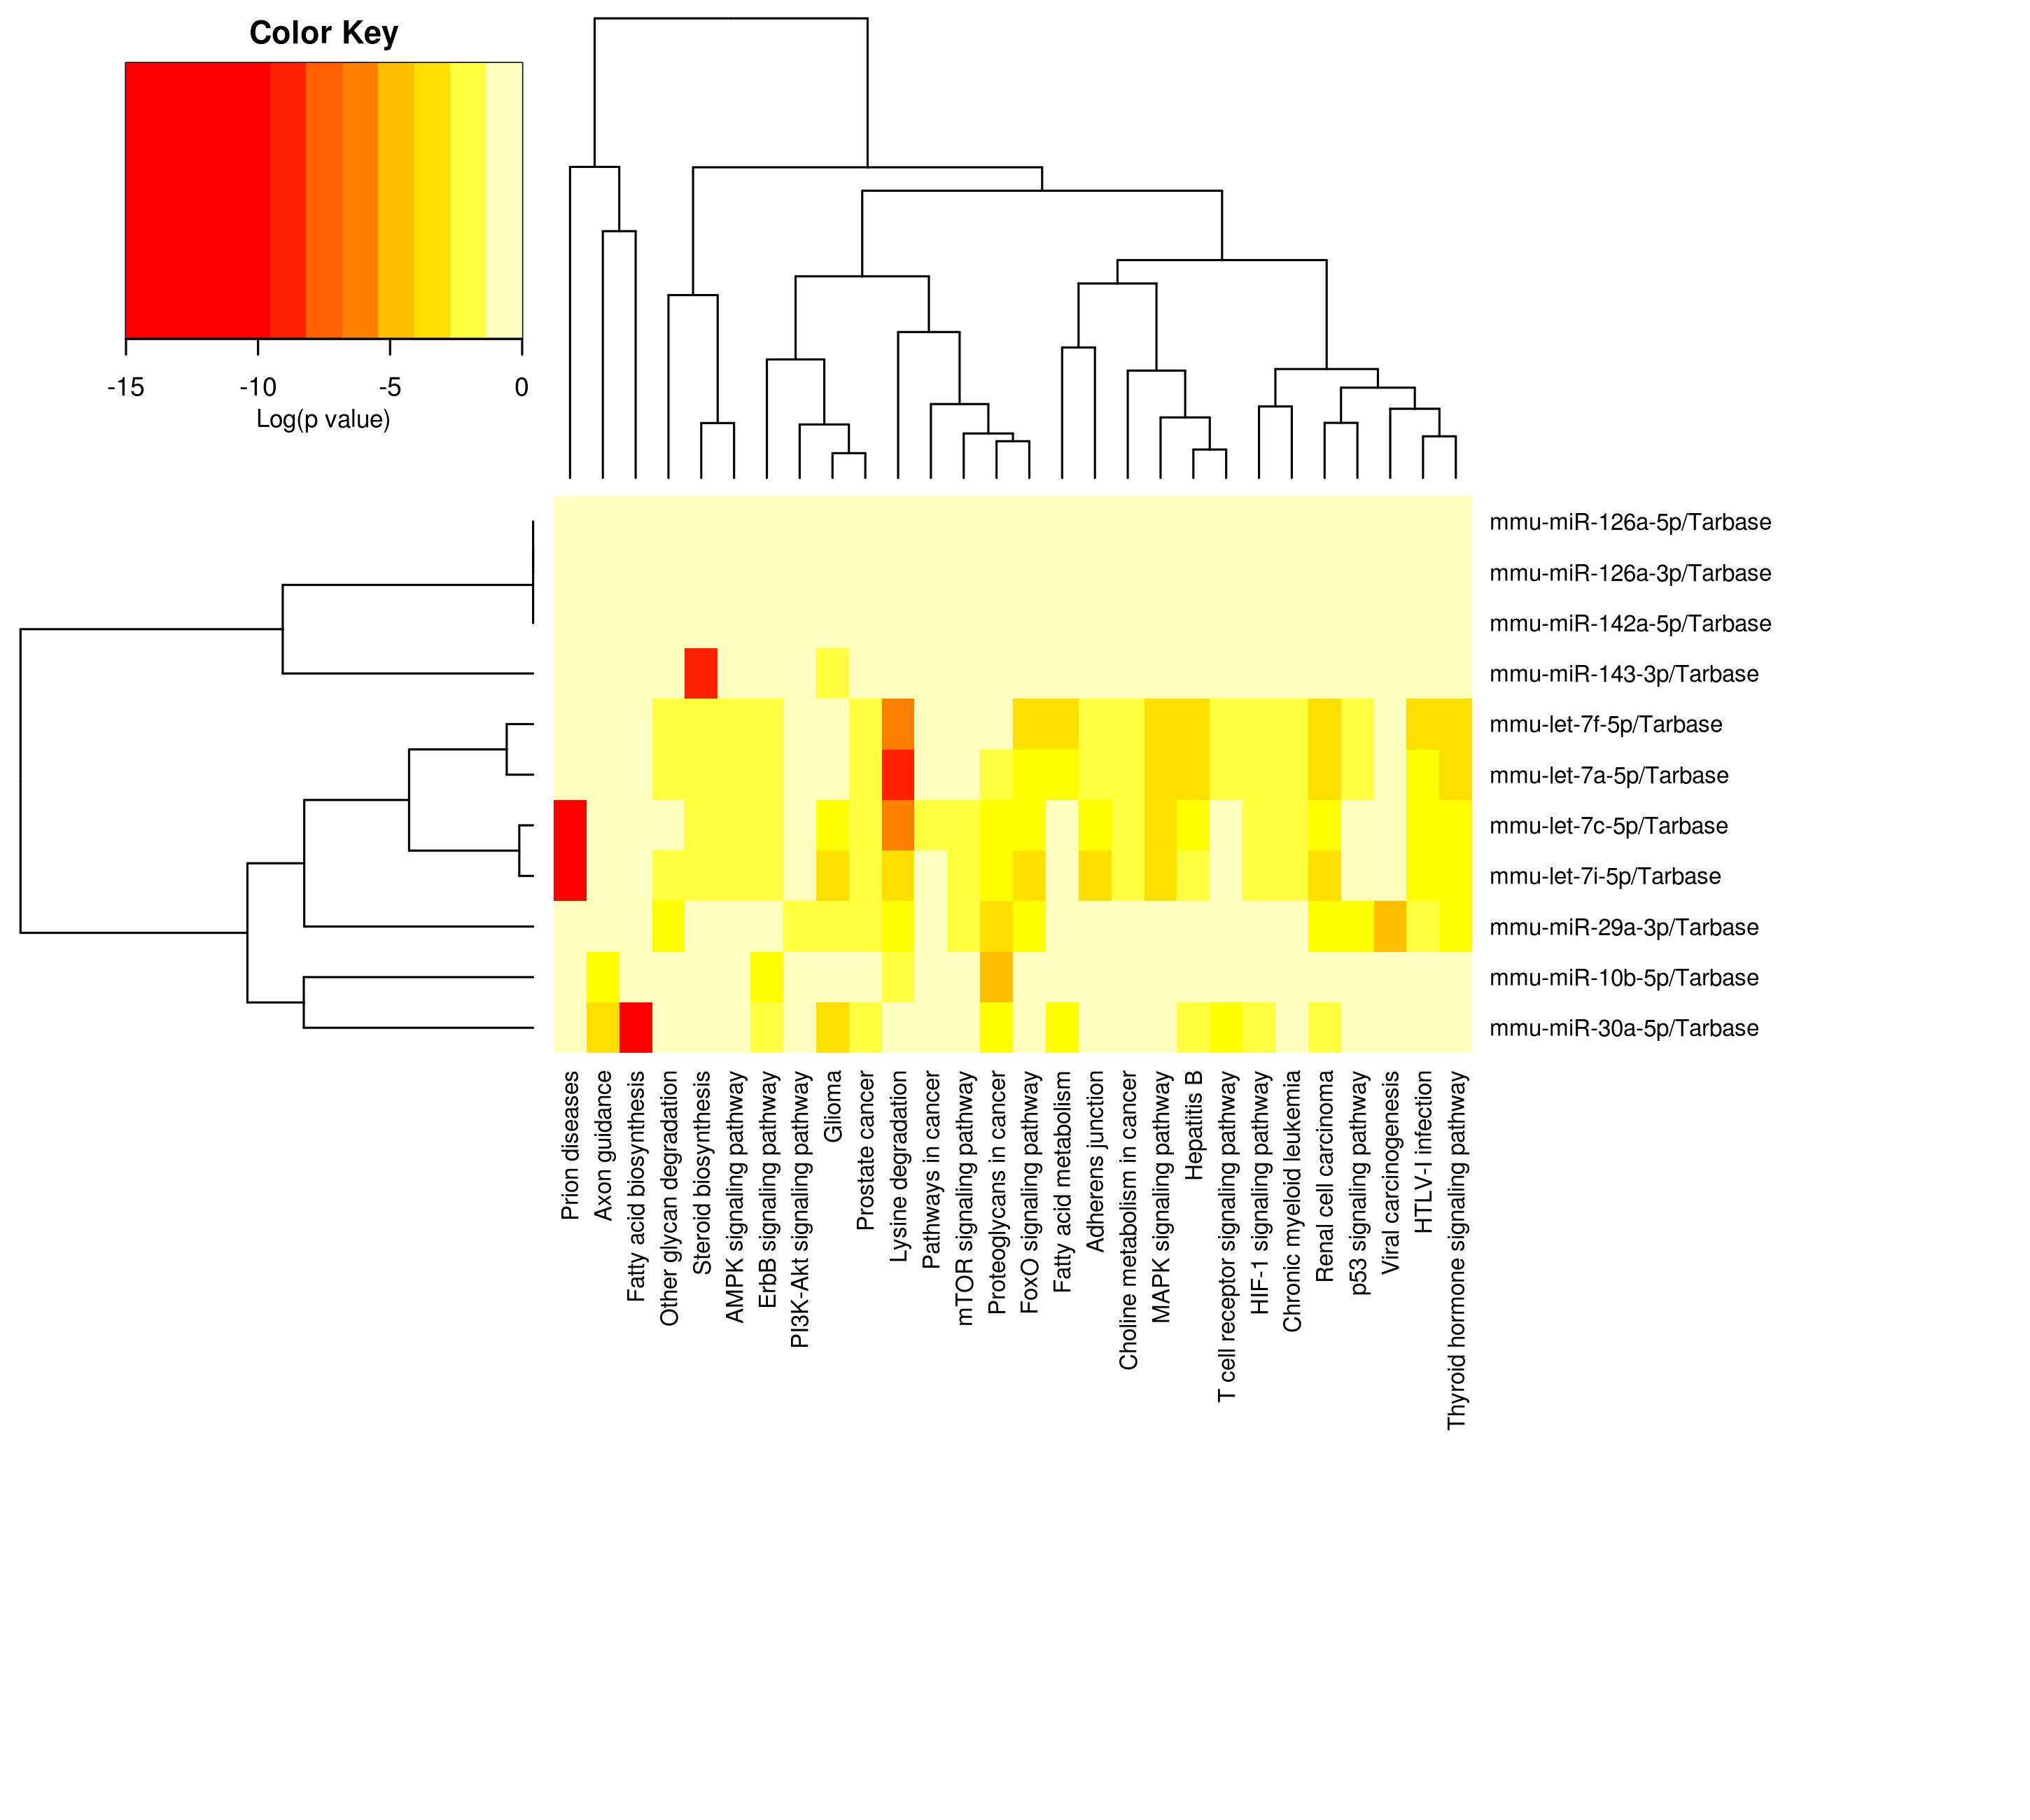 Color Key
-15
-10
-5
0
Log(p value)
mmu-miR-126a-5p/Tarbase
mmu-miR-126a-3p/Tarbase
mmu-miR-142a-5p/Tarbase
mmu-miR-143-3p/Tarbase
mmu-let-7f-5p/Tarbase
mmu-let-7a-5p/Tarbase
mmu-let-7c-5p/Tarbase
mmu-let-7i-5p/Tarbase
mmu-miR-29a-3p/Tarbase
mmu-miR-10b-5p/Tarbase
mmu-miR-30a-5p/Tarbase
Prion diseases
Axon guidance
Fatty acid biosynthesis
Other glycan degradation
Steroid biosynthesis
AMPK signaling pathway
ErbB signaling pathway
PI3K-Akt signaling pathway
Glioma
Prostate cancer
Lysine degradation
Pathways in cancer
mTOR signaling pathway
Proteoglycans in cancer
FoxO signaling pathway
Fatty acid metabolism
Adherens junction
Choline metabolism in cancer
MAPK signaling pathway
Hepatitis B
T cell receptor signaling pathway
HIF-1 signaling pathway
Chronic myeloid leukemia
Renal cell carcinoma
p53 signaling pathway
Viral carcinogenesis
HTLV-I infection
Thyroid hormone signaling pathway